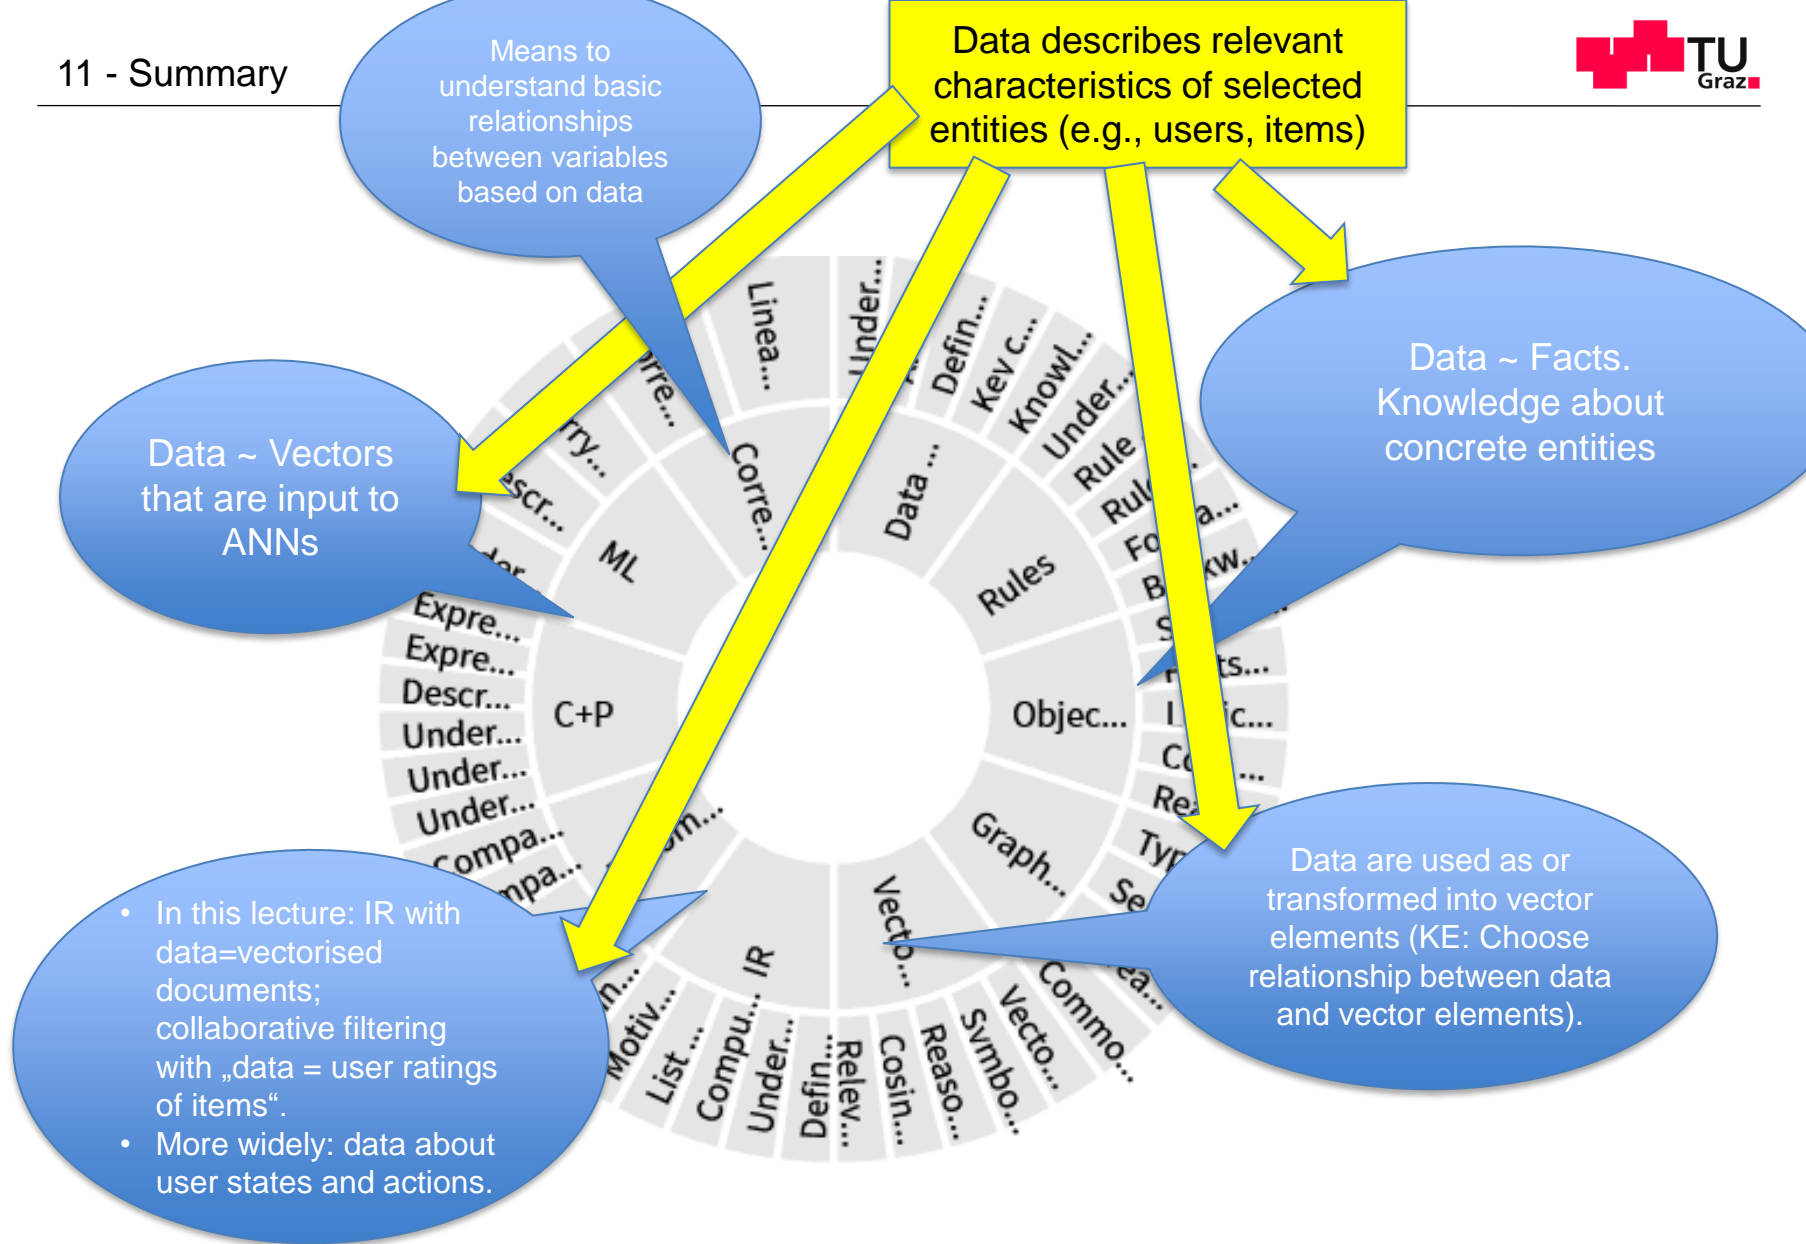 11 - Summary
Means to
understand basic
relationships
between variables
based on data
Data describes relevant
characteristics of selected
entities (e.g., users, items)
TU
Graz
Data ~ Facts.
Knowledge about
concrete entities
Data ~ Vectors
that are input to
ANNs
• In this lecture: IR with
data=vectorised
documents;
collaborative filtering
with „data = user ratings
of items“.
• More widely: data about
user states and actions.
Data are used as or
transformed into vector
elements (KE: Choose
relationship between data
and vector elements).
Data ...
Rules
Objec...
Graph...
Vecto...
IR
C+P
ML
Corre...
Linea...
Under...
Defin...
Key c...
Knowl...
Under...
Rule
Commo...
Vecto...
Symbo...
Reaso...
Cosin...
Relev...
Defin...
Under...
Compu...
List ...
Motiv...
Compa...
Under...
Under...
Under...
Descr...
Expre...
Expre...